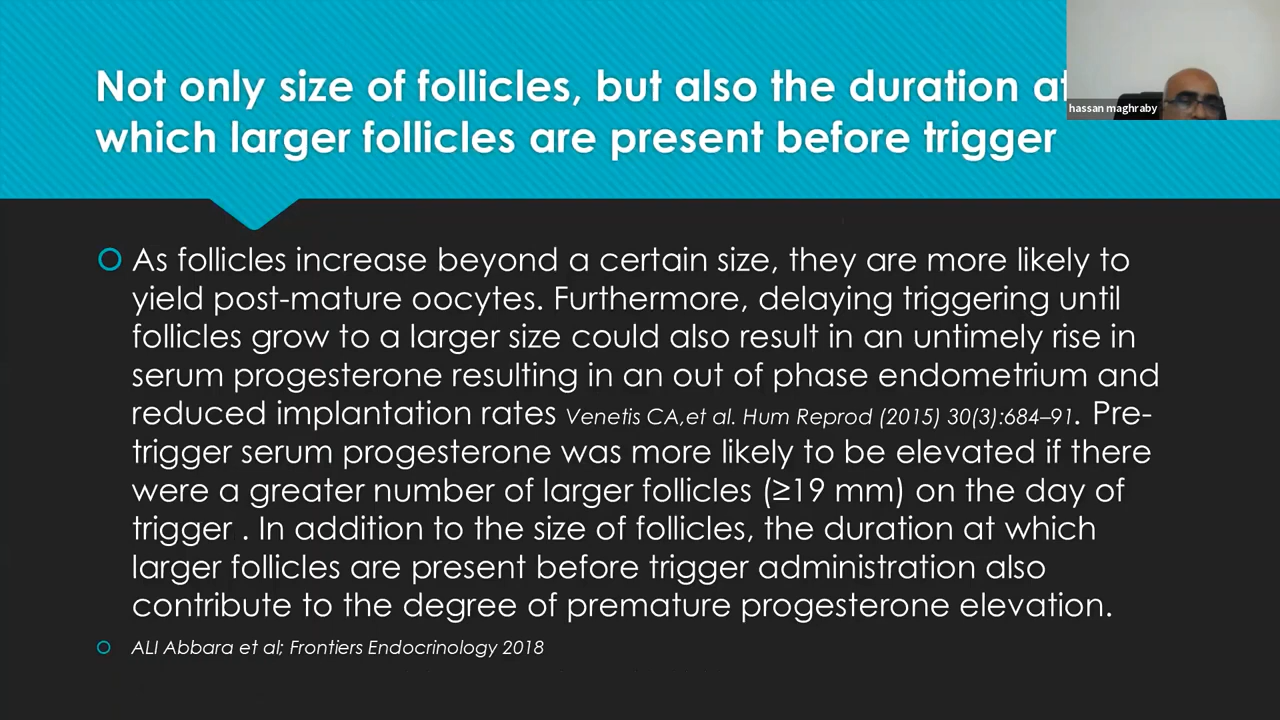 Not only size of follicles, but also the duration at
which larger follicles are present before trigger
hassan maghraby
As follicles increase beyond a certain size, they are more likely to
yield post-mature oocytes. Furthermore, delaying triggering until
follicles grow to a larger size could also result in an untimely rise in
serum progesterone resulting in an out of phase endometrium and
reduced implantation rates Venetis CA,et al. Hum Reprod (2015) 30(3):684–91. Pre-
trigger serum progesterone was more likely to be elevated if there
were a greater number of larger follicles (≥19 mm) on the day of
trigger . In addition to the size of follicles, the duration at which
larger follicles are present before trigger administration also
contribute to the degree of premature progesterone elevation.
ALI Abbara et al; Frontiers Endocrinology 2018